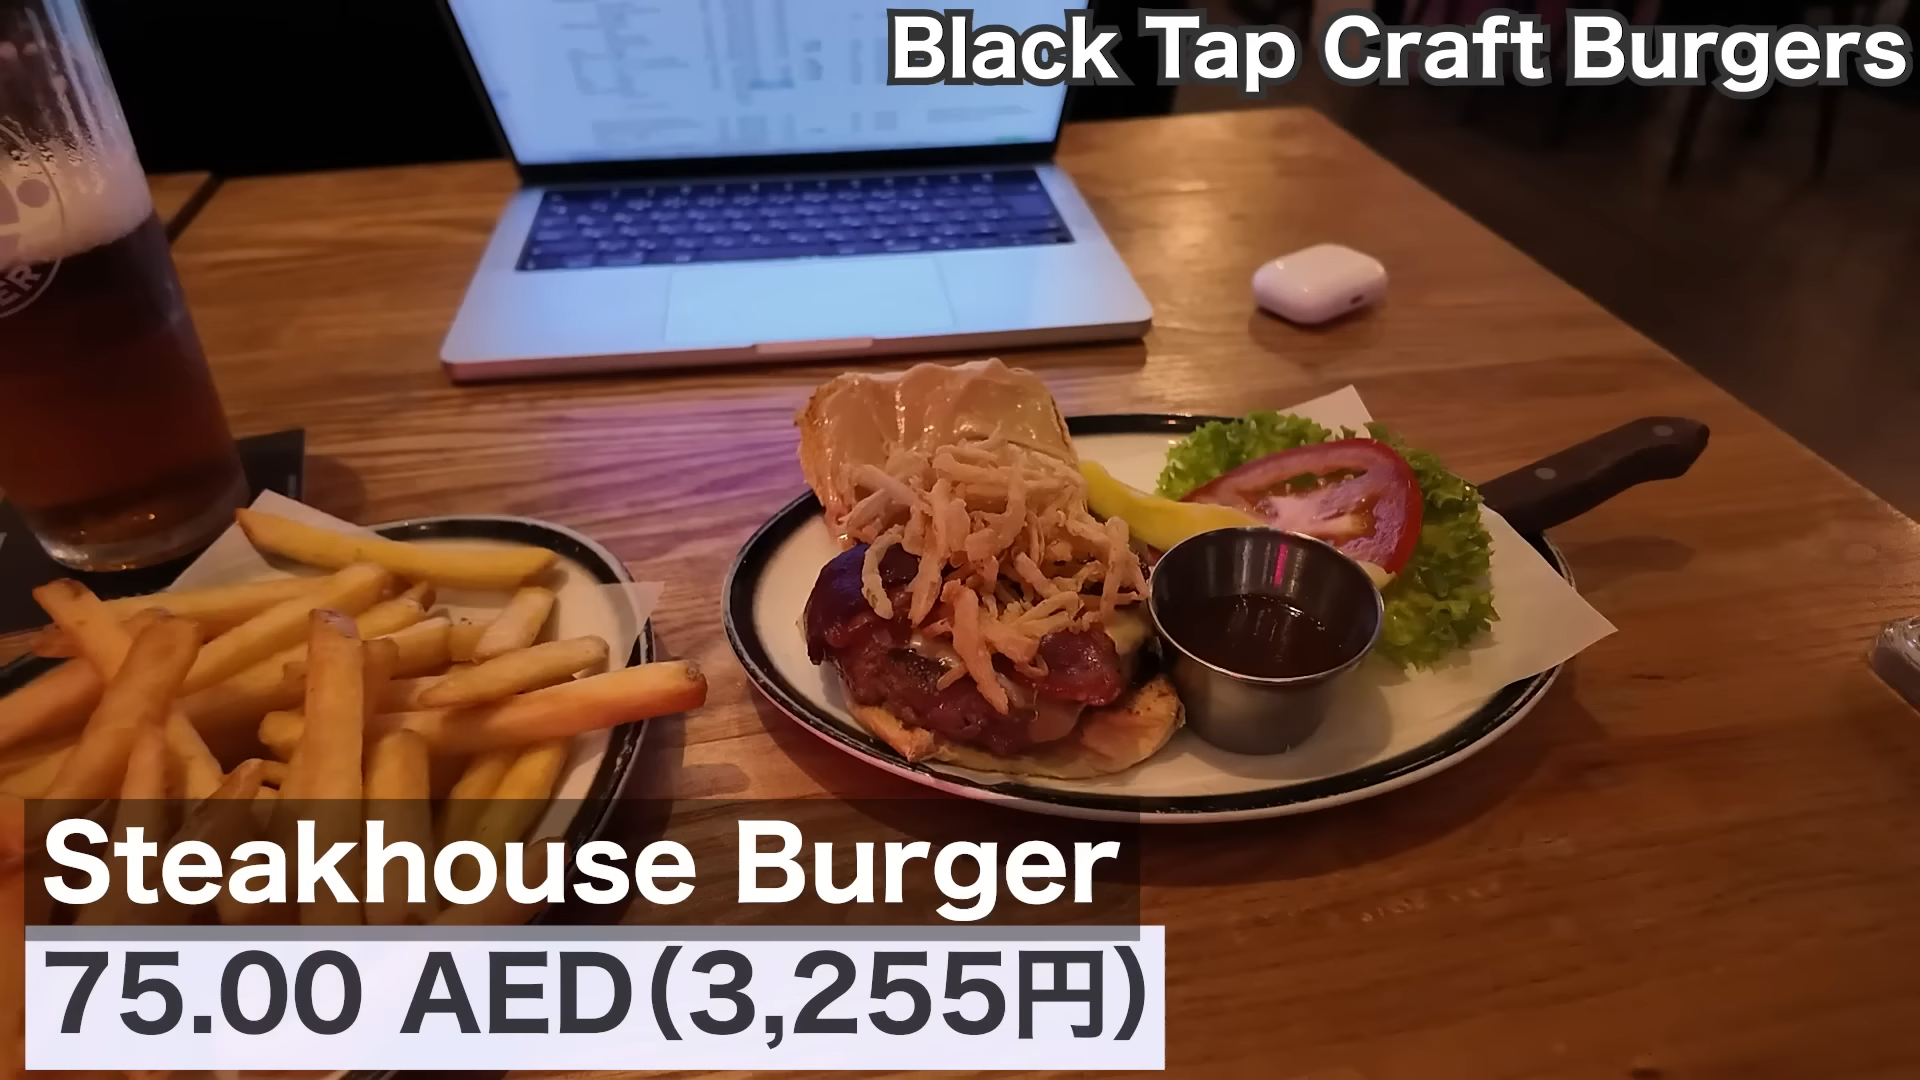 Black Tap Craft Burgers
Steakhouse Burger
75.00 AED(3,255円)